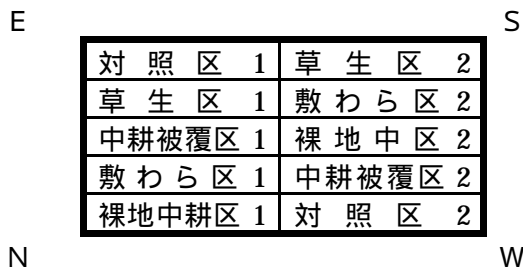 E S
対照区 1 草生区 2
草生区 1 敷わら区 2
中耕被覆区 1 裸地中区 2
敷わら区 1 中耕被覆区 2
裸地中耕区 1 対照区 2
N W